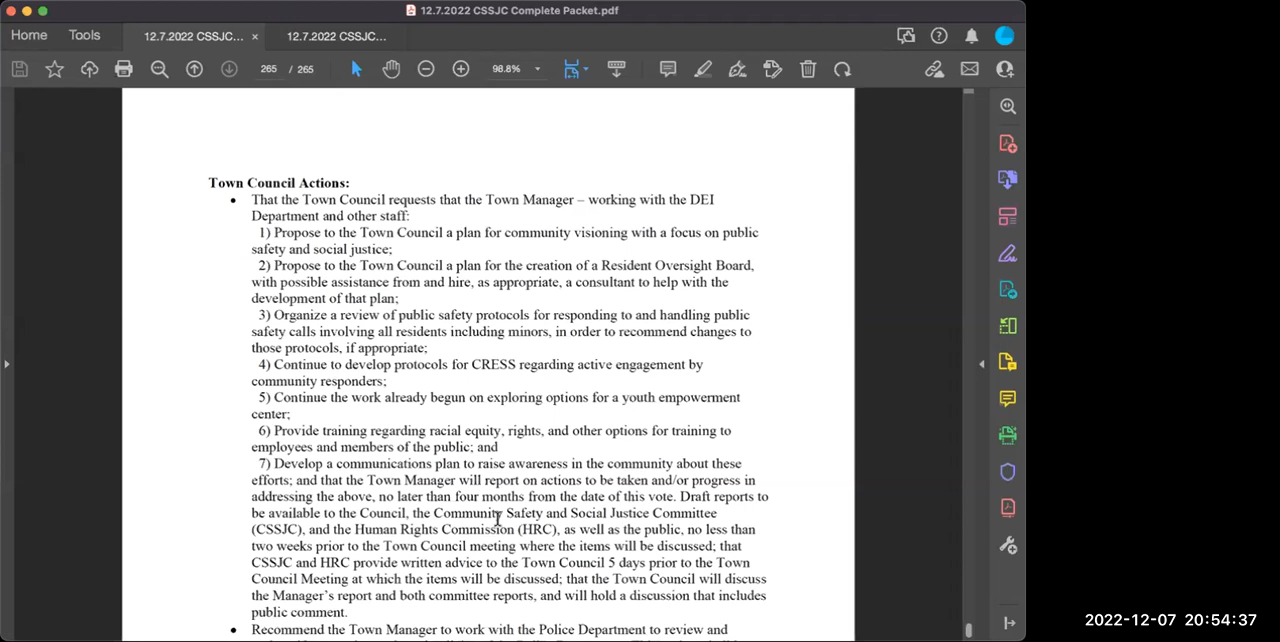 12.7.2022 CSSJC Complete Packet.pdf
Home Tools 12.7.2022 CSSJC... × 12.7.2022 CSSJC...
265 / 265 98.8%
Town Council Actions:
• That the Town Council requests that the Town Manager – working with the DEI
Department and other staff:
1) Propose to the Town Council a plan for community visioning with a focus on public
safety and social justice;
2) Propose to the Town Council a plan for the creation of a Resident Oversight Board,
with possible assistance from and hire, as appropriate, a consultant to help with the
development of that plan;
3) Organize a review of public safety protocols for responding to and handling public
safety calls involving all residents including minors, in order to recommend changes to
those protocols, if appropriate;
4) Continue to develop protocols for CRESS regarding active engagement by
community responders;
5) Continue the work already begun on exploring options for a youth empowerment
center;
6) Provide training regarding racial equity, rights, and other options for training to
employees and members of the public; and
7) Develop a communications plan to raise awareness in the community about these
efforts; and that the Town Manager will report on actions to be taken and/or progress in
addressing the above, no later than four months from the date of this vote. Draft reports to
be available to the Council, the Community Safety and Social Justice Committee
(CSSJC), and the Human Rights Commission (HRC), as well as the public, no less than
two weeks prior to the Town Council meeting where the items will be discussed; that
CSSJC and HRC provide written advice to the Town Council 5 days prior to the Town
Council Meeting at which the items will be discussed; that the Town Council will discuss
the Manager's report and both committee reports, and will hold a discussion that includes
public comment.
• Recommend the Town Manager to work with the Police Department to review and
2022-12-07 20:54:37